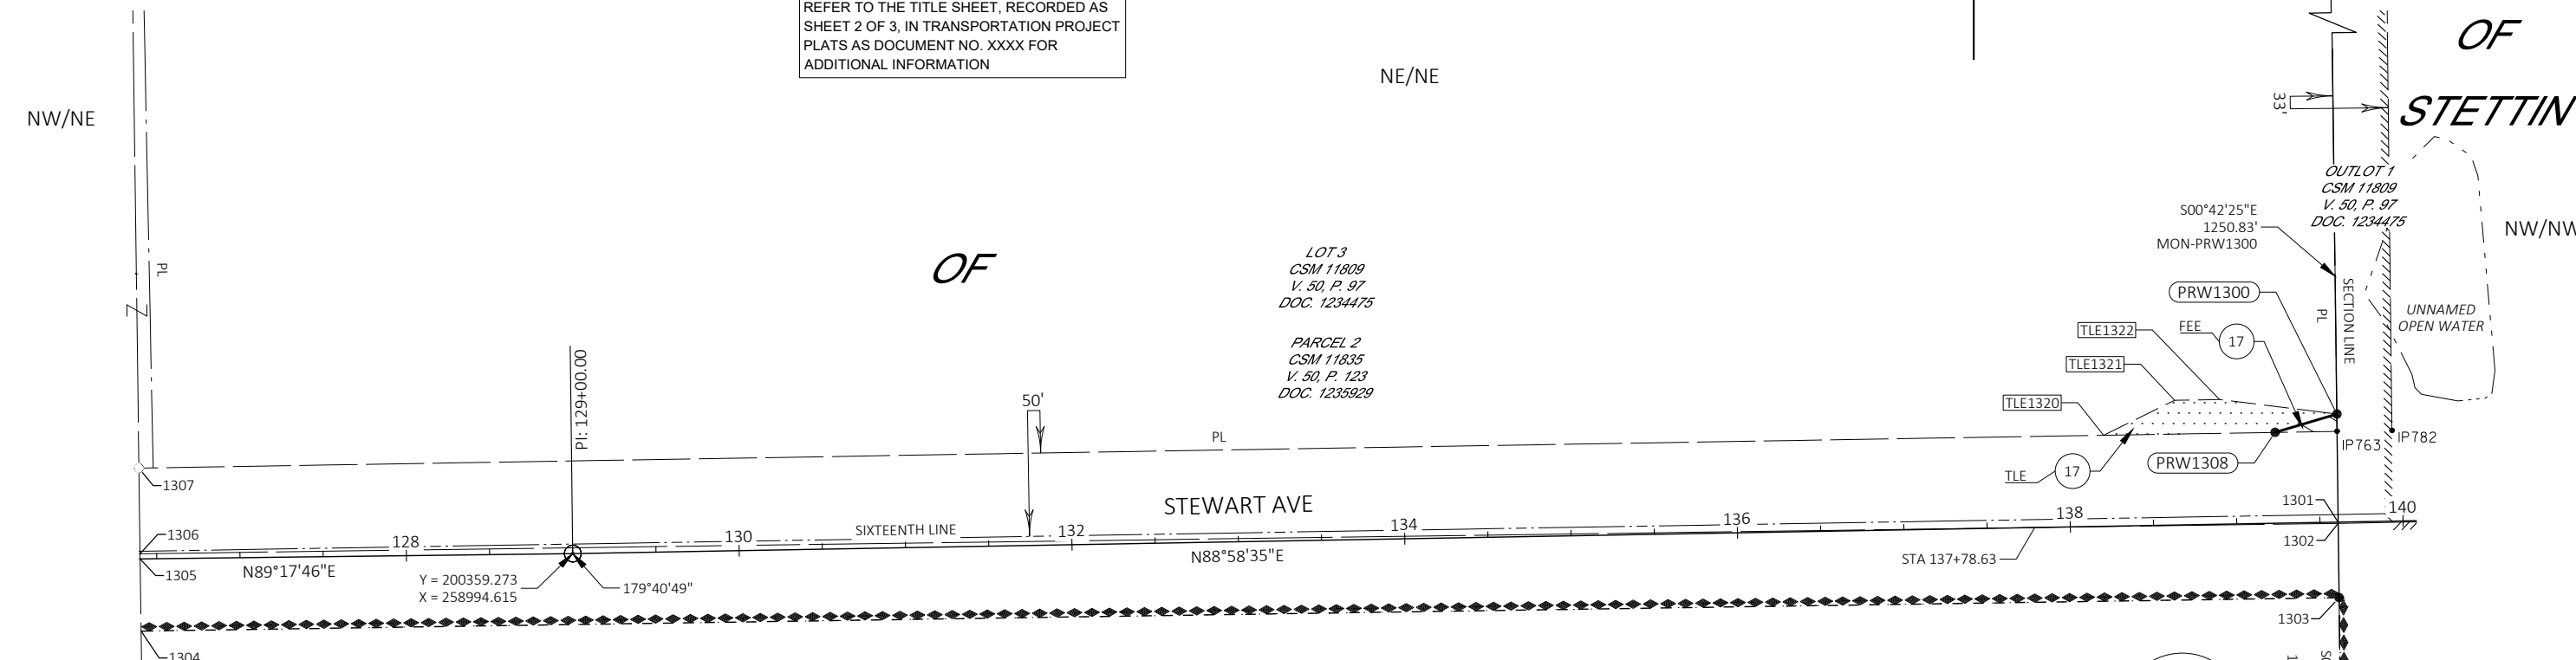 REFER TO THE TITLE SHEET, RECORDED AS
SHEET 2 OF 3, IN TRANSPORTATION PROJECT
PLATS AS DOCUMENT NO. XXXX FOR
ADDITIONAL INFORMATION
NW/NE
NE/NE
OF
STETTIN
33'
OUTLOT 1
CSM 11809
V. 50, P. 97
DOC. 1234475
S00°42'25"E
1250.83'
MON-PRW1300
NW/NW
PL
OF
LOT 3
CSM 11809
V. 50, P. 97
DOC. 1234475
PARCEL 2
CSM 11835
V. 50, P. 123
DOC. 1235929
PRW1300
SECTION LINE
PL
UNNAMED
OPEN WATER
TLE1322
FEE
17
TLE1321
TLE1320
PI: 129+00.00
50'
PL
IP763
IP782
PRW1308
TLE
17
1307
STEWART AVE
1306
128
130
SIXTEENTH LINE
132
134
136
138
1301
140
1305
N89°17'46"E
N88°58'35"E
STA 137+78.63
1302
Y = 200359.273
X = 258994.615
179°40'49"
1303
1304